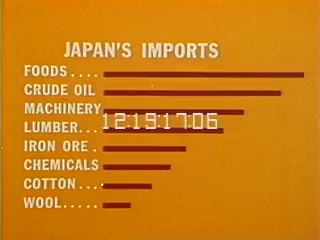 JAPAN'S IMPORTS
FOODS....
CRUDE OIL
MACHINERY
12:19:17:06
LUMBER...
IRON ORE .
CHEMICALS
COTTON....
WOOL.....